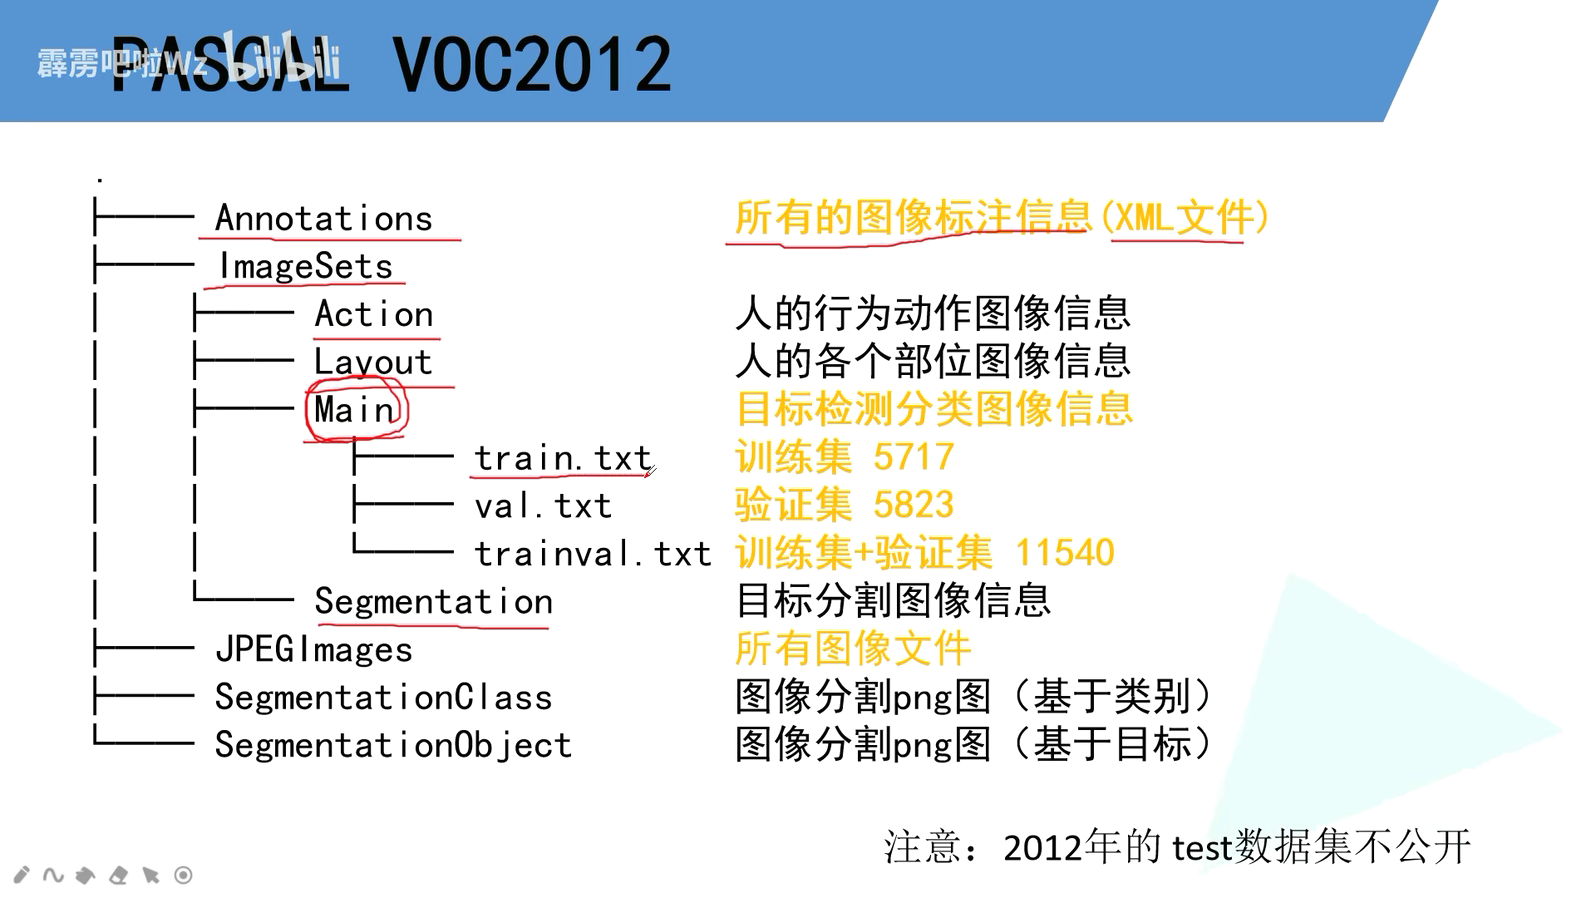 霹雳吧啦Wz bilibili
PASCAL VOC2012
.
├── Annotations 所有的图像标注信息(XML文件)
├── ImageSets
│ ├── Action 人的行为动作图像信息
│ ├── Layout 人的各个部位图像信息
│ ├── Main 目标检测分类图像信息
│ │ ├── train.txt 训练集 5717
│ │ ├── val.txt 验证集 5823
│ │ └── trainval.txt 训练集+验证集 11540
│ └── Segmentation 目标分割图像信息
├── JPEGImages 所有图像文件
├── SegmentationClass 图像分割png图（基于类别）
└── SegmentationObject 图像分割png图（基于目标）
注意：2012年的 test数据集不公开